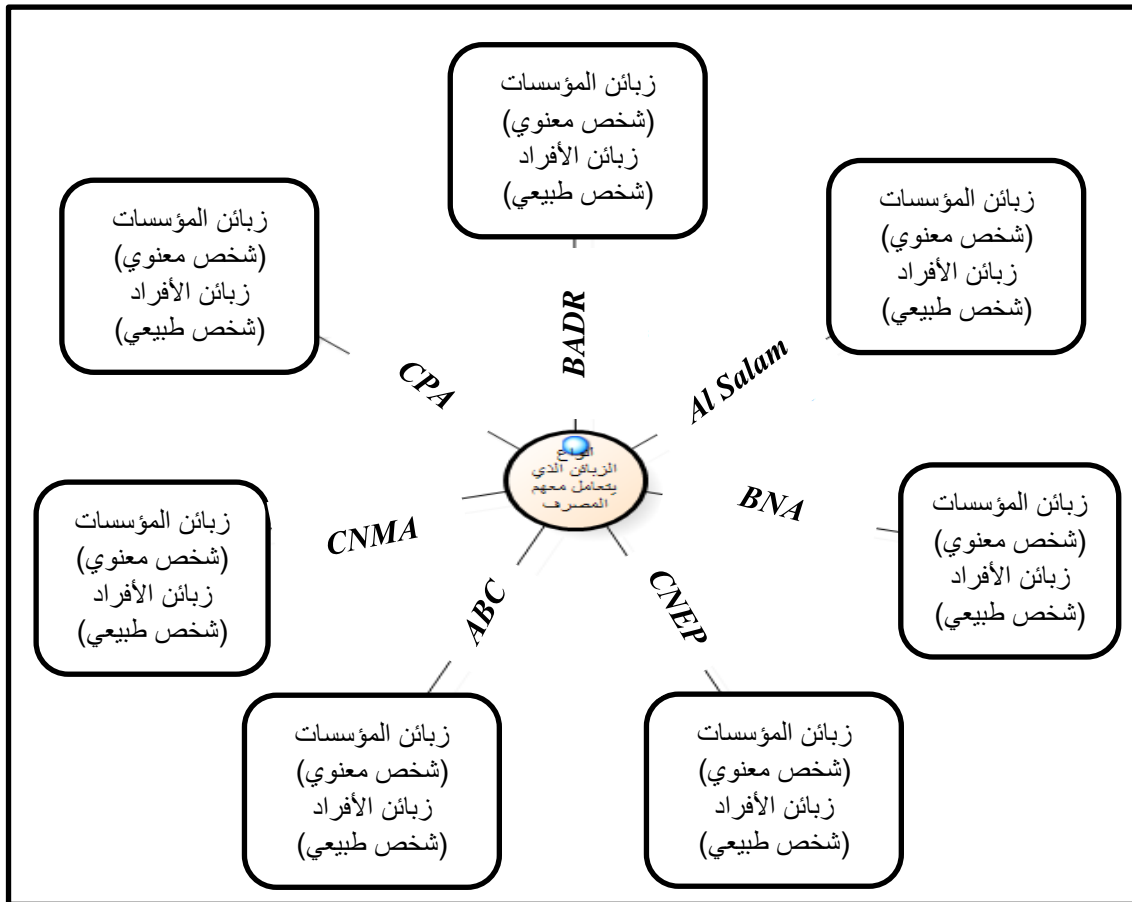 زبائن المؤسسات
(شخص معنوي)
زبائن الأفراد
(شخص طبيعي)
BADR
زبائن المؤسسات
(شخص معنوي)
زبائن الأفراد
(شخص طبيعي)
Al Salam
زبائن المؤسسات
(شخص معنوي)
زبائن الأفراد
(شخص طبيعي)
CPA
أنواع
الزبائن الذي
يتعامل معهم
المصرف
BNA
زبائن المؤسسات
(شخص معنوي)
زبائن الأفراد
(شخص طبيعي)
CNMA
زبائن المؤسسات
(شخص معنوي)
زبائن الأفراد
(شخص طبيعي)
CNEP
زبائن المؤسسات
(شخص معنوي)
زبائن الأفراد
(شخص طبيعي)
ABC
زبائن المؤسسات
(شخص معنوي)
زبائن الأفراد
(شخص طبيعي)